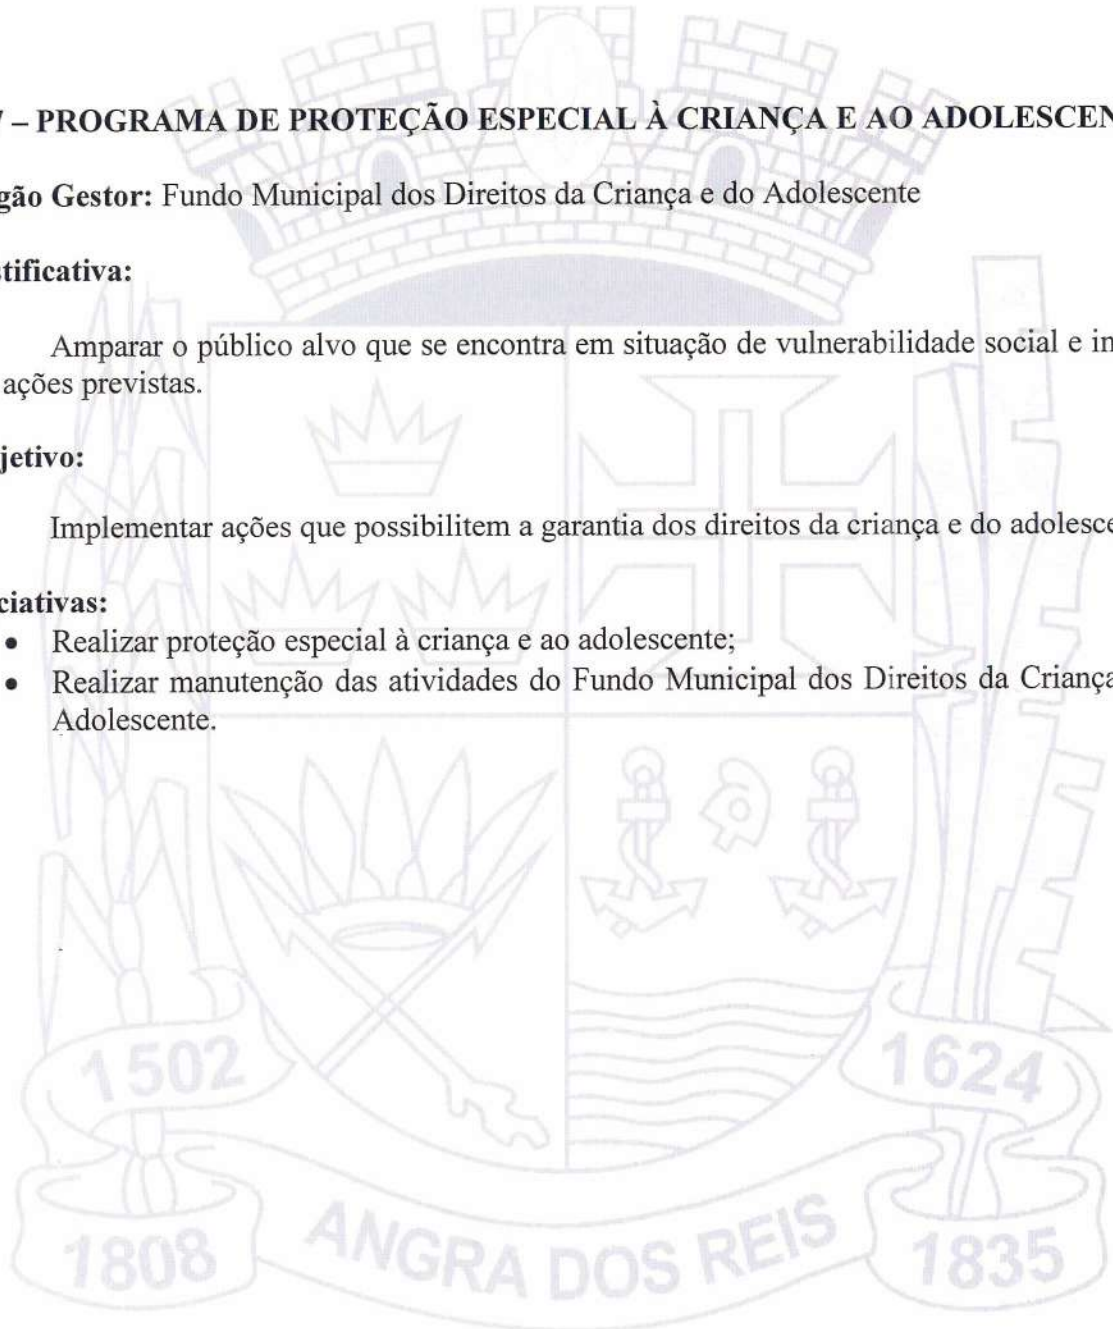 – PROGRAMA DE PROTEÇÃO ESPECIAL À CRIANÇA E AO ADOLESCEN
gão Gestor: Fundo Municipal dos Direitos da Criança e do Adolescente
stificativa:
Amparar o público alvo que se encontra em situação de vulnerabilidade social e in
ações previstas.
jetivo:
Implementar ações que possibilitem a garantia dos direitos da criança e do adolesce
ciativas:
• Realizar proteção especial à criança e ao adolescente;
• Realizar manutenção das atividades do Fundo Municipal dos Direitos da Criança
Adolescente.
1502
1624
1808
ANGRA DOS REIS
1835